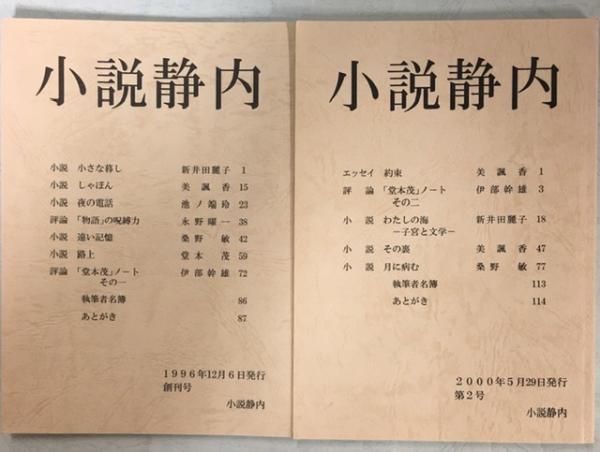 小説静内
小説 小さな暮し 新井田麗子 1
小説 しゃぼん 美 颯 香 15
小説 夜の電話 池ノ端玲 23
評論 「物語」の呪縛力 永野曜一 38
小説 遠い記憶 桑野 敏 42
小説 路上 堂本 茂 59
評論 「堂本茂」ノート 伊部幹雄 72
その一
執筆者名簿 86
あとがき 87
1996年12月6日発行
創刊号
小説静内
小説静内
エッセイ 約束 美 颯 香 1
評 論 「堂本茂」ノート 伊部幹雄 3
その二
小 説 わたしの海 新井田麗子 18
－子宮と文学－
小 説 その裏 美 颯 香 47
小 説 月に病む 桑野 敏 77
執筆者名簿 113
あとがき 114
2000年5月29日発行
第2号
小説静内